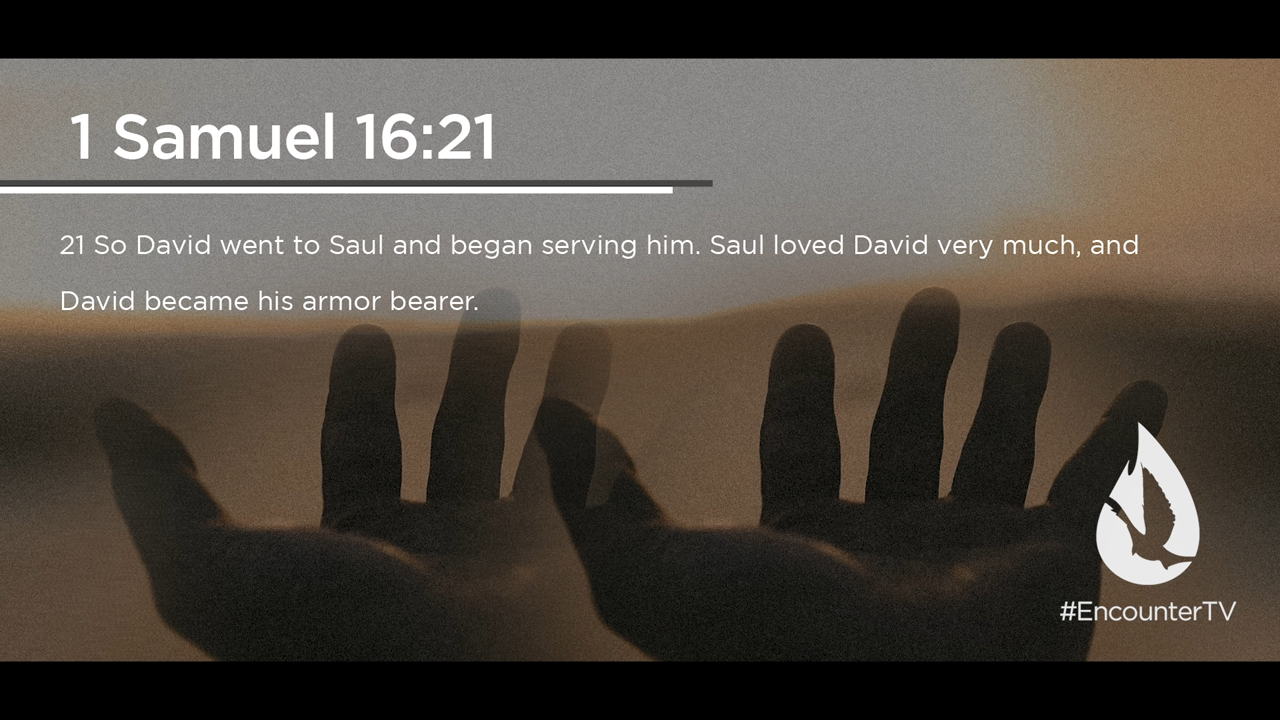 1 Samuel 16:21
21 So David went to Saul and began serving him. Saul loved David very much, and
David became his armor bearer.
#EncounterTV